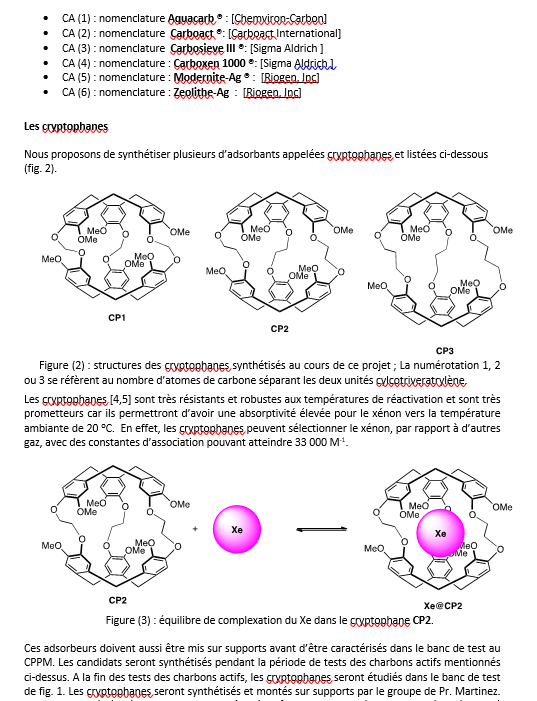 • CA (1) : nomenclature Aquacarb ® : [Chemviron-Carbon]
• CA (2) : nomenclature Carboact ®: [Carboact International]
• CA (3) : nomenclature Carbosieve III ®: [Sigma Aldrich ]
• CA (4) : nomenclature : Carboxen 1000 ®: [Sigma Aldrich ]
• CA (5) : nomenclature : Modernite-Ag ® : [Riogen, Inc]
• CA (6) : nomenclature : Zeolithe-Ag : [Riogen, Inc]
Les cryptophanes
Nous proposons de synthétiser plusieurs d’adsorbants appelées cryptophanes et listées ci-dessous
(fig. 2).
MeO OMe
O OMe O O
O O O
MeO MeO
OMe
CP1
MeO OMe
O OMe O O
O O O
MeO MeO
OMe
CP2
MeO OMe
O OMe O O
O O O
MeO MeO
OMe
CP3
Figure (2) : structures des cryptophanes synthétisés au cours de ce projet ; La numérotation 1, 2
ou 3 se réfèrent au nombre d’atomes de carbone séparant les deux unités cylcotriveratrylène.
Les cryptophanes [4,5] sont très résistants et robustes aux températures de réactivation et sont très
prometteurs car ils permettront d’avoir une absorptivité élevée pour le xénon vers la température
ambiante de 20 °C. En effet, les cryptophanes peuvent sélectionner le xénon, par rapport à d’autres
gaz, avec des constantes d’association pouvant atteindre 33 000 M-1.
MeO OMe
O OMe O O
O O O
MeO MeO
OMe
CP2
+
Xe
MeO OMe
O OMe O
Xe
O O O
MeO MeO
OMe
Xe@CP2
Figure (3) : équilibre de complexation du Xe dans le cryptophane CP2.
Ces adsorbeurs doivent aussi être mis sur supports avant d’être caractérisés dans le banc de test au
CPPM. Les candidats seront synthétisés pendant la période de tests des charbons actifs mentionnés
ci-dessus. A la fin des tests des charbons actifs, les cryptophanes seront étudiés dans le banc de test
de fig. 1. Les cryptophanes seront synthétisés et montés sur supports par le groupe de Pr. Martinez.